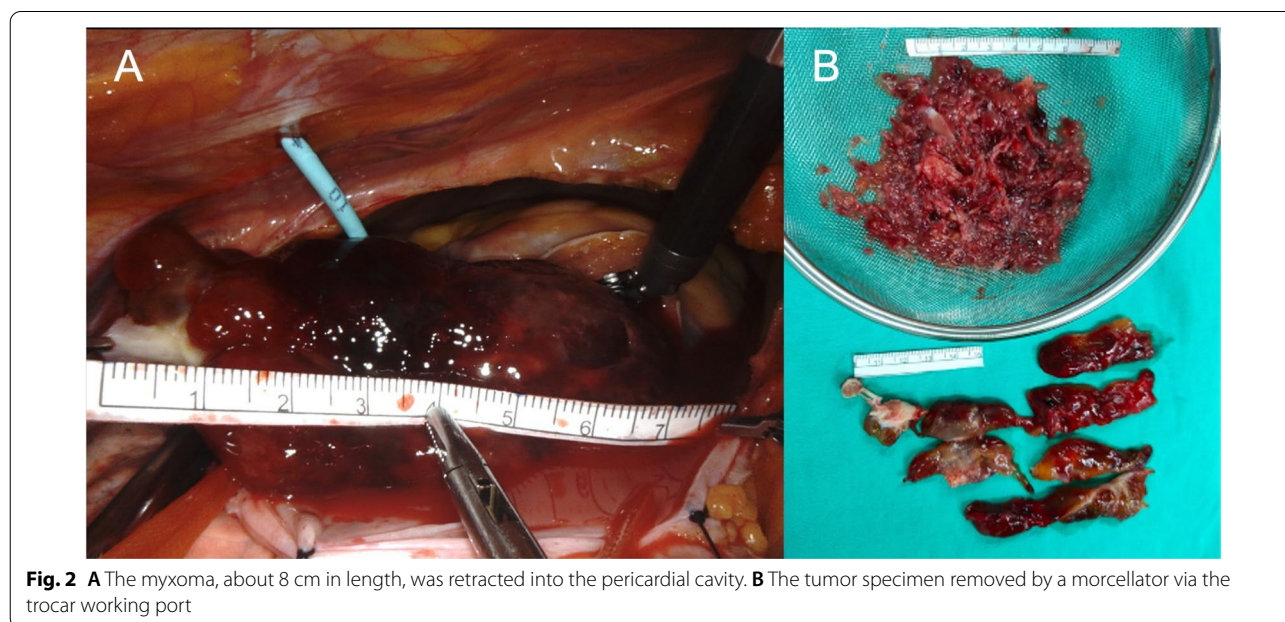 A
B
10
1
2
3
5
6
7
Fig. 2 A The myxoma, about 8 cm in length, was retracted into the pericardial cavity. B The tumor specimen removed by a morcellator via the
trocar working port